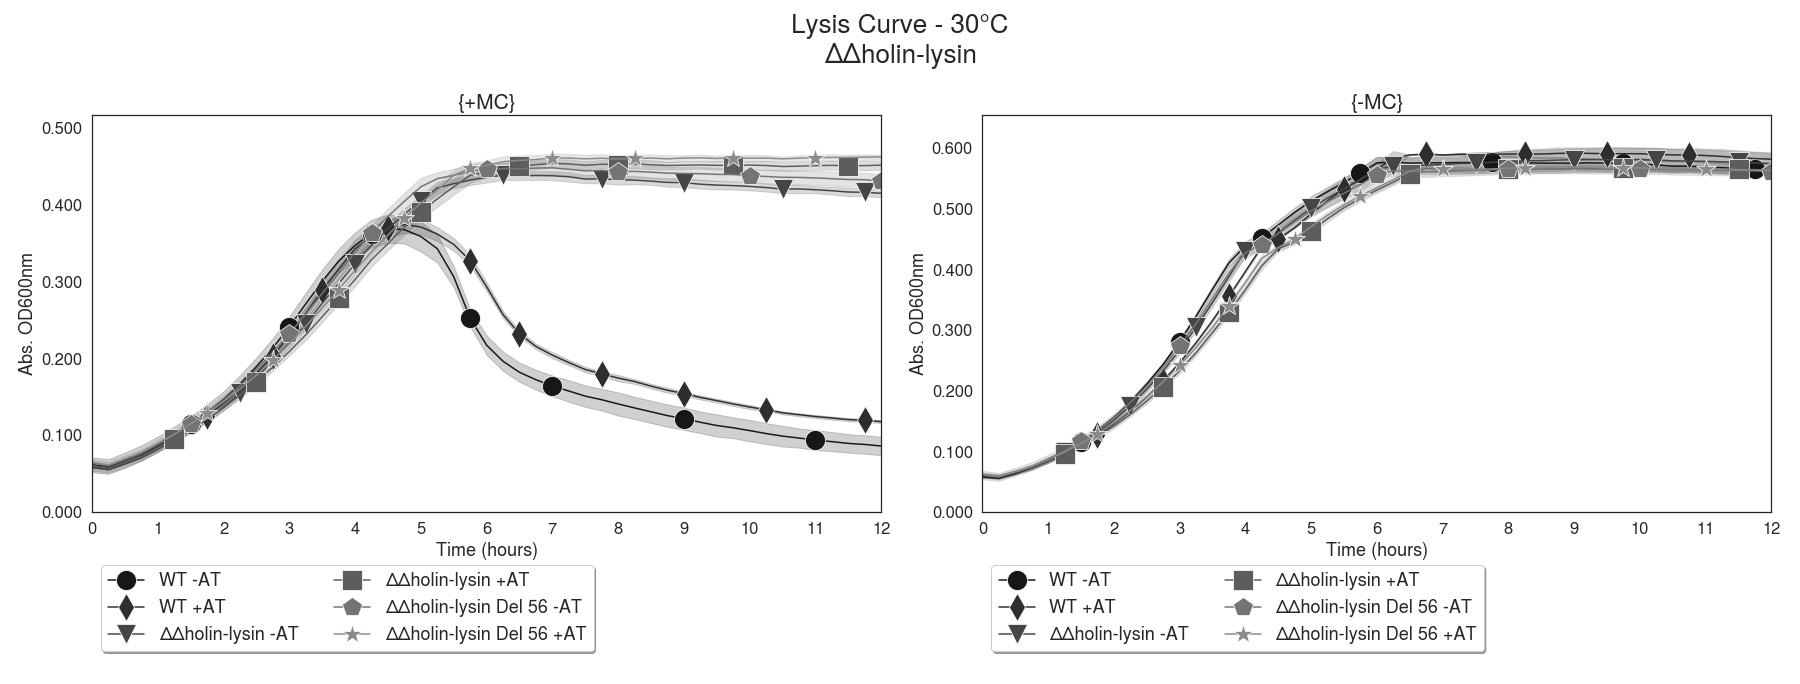 Lysis Curve - 30°C
ΔΔholin-lysin
{+MC}
0.500
0.400
0.300
0.200
0.100
0.000
Abs. OD600nm
0 1 2 3 4 5 6 7 8 9 10 11 12
Time (hours)
WT -AT
WT +AT
ΔΔholin-lysin -AT
ΔΔholin-lysin +AT
ΔΔholin-lysin Del 56 -AT
ΔΔholin-lysin Del 56 +AT
{-MC}
0.600
0.500
0.400
0.300
0.200
0.100
0.000
Abs. OD600nm
0 1 2 3 4 5 6 7 8 9 10 11 12
Time (hours)
WT -AT
WT +AT
ΔΔholin-lysin -AT
ΔΔholin-lysin +AT
ΔΔholin-lysin Del 56 -AT
ΔΔholin-lysin Del 56 +AT